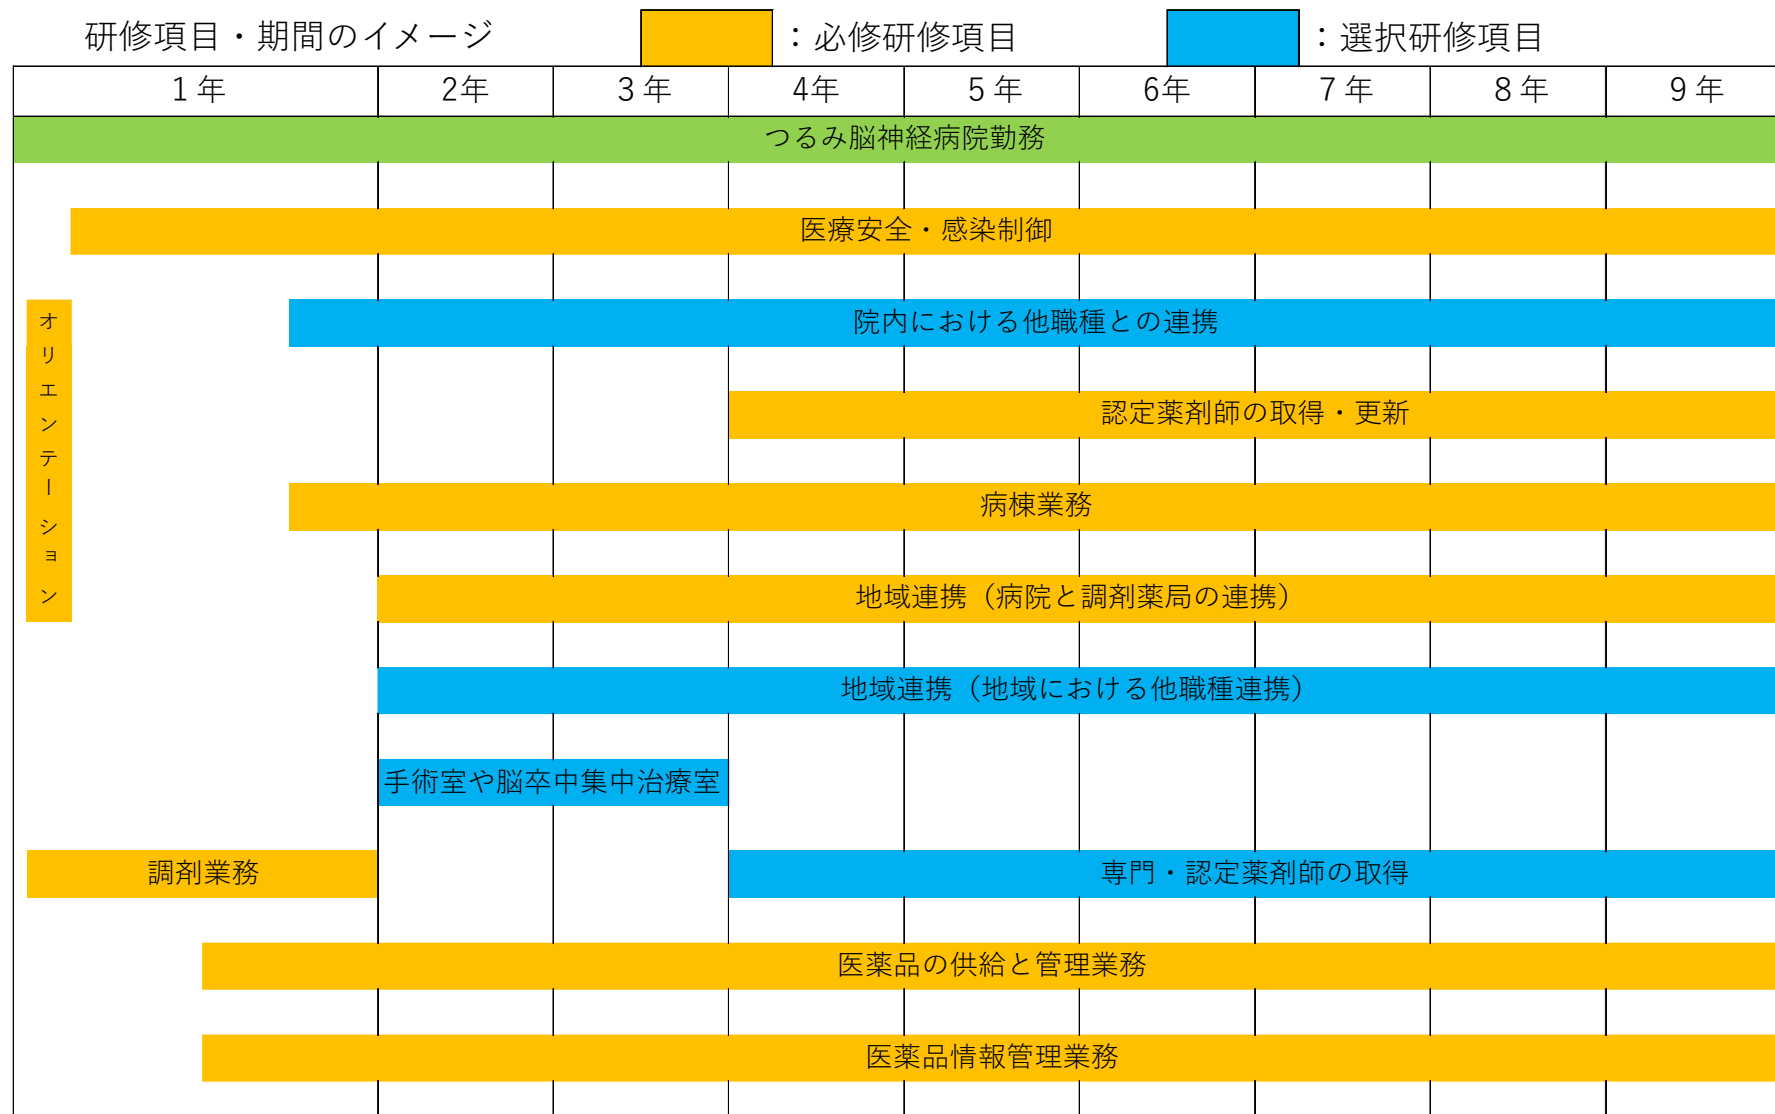 研修項目・期間のイメージ
：必修研修項目
：選択研修項目
1年 2年 3年 4年 5年 6年 7年 8年 9年
つるみ脳神経病院勤務
医療安全・感染制御
オリエンテーション
院内における他職種との連携
認定薬剤師の取得・更新
病棟業務
地域連携（病院と調剤薬局の連携）
地域連携（地域における他職種連携）
手術室や脳卒中集中治療室
調剤業務
専門・認定薬剤師の取得
医薬品の供給と管理業務
医薬品情報管理業務